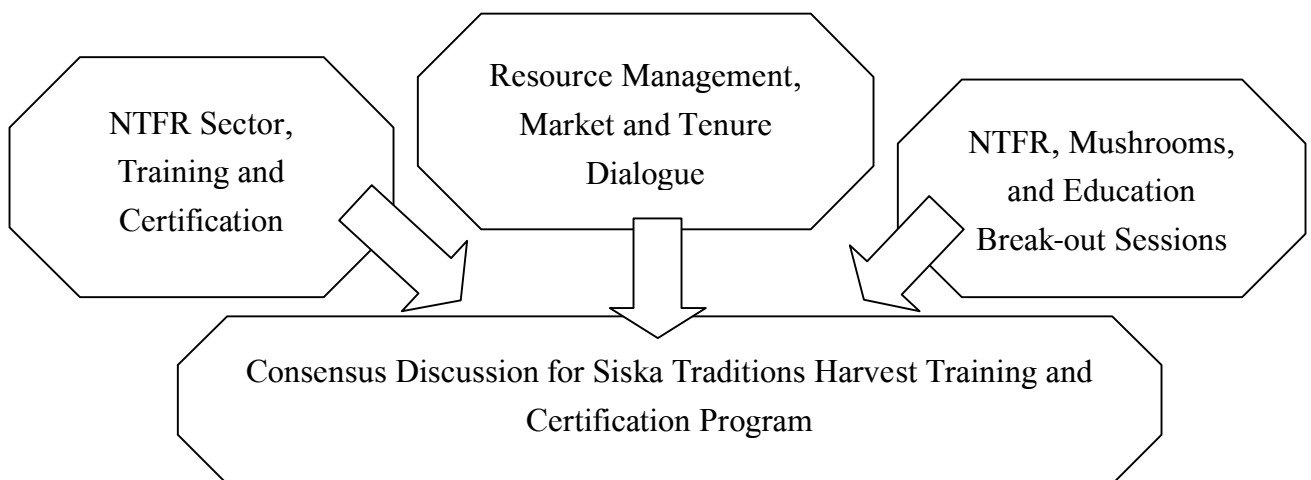 NTFR Sector,
Training and
Certification
Resource Management,
Market and Tenure
Dialogue
NTFR, Mushrooms,
and Education
Break-out Sessions
Consensus Discussion for Siska Traditions Harvest Training and
Certification Program